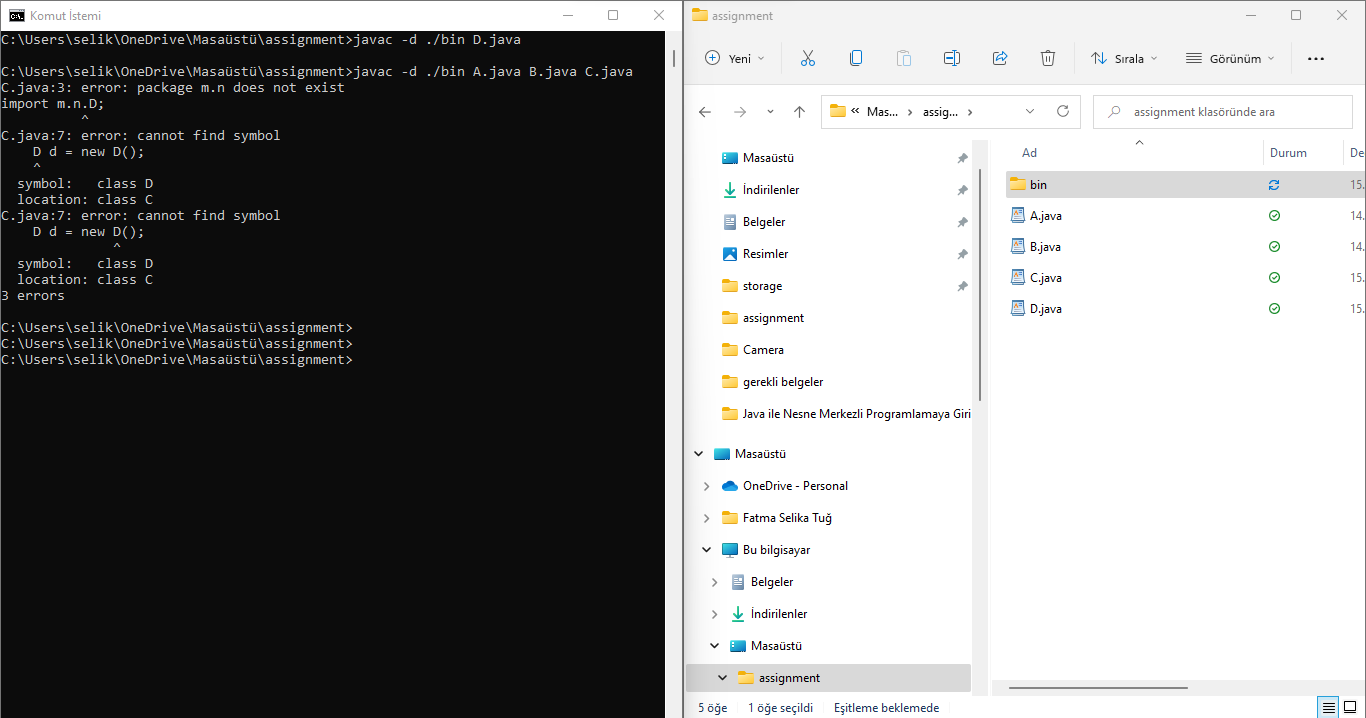 Komut İstemi
C:\Users\selik\OneDrive\Masaüstü\assignment>javac -d ./bin D.java
C:\Users\selik\OneDrive\Masaüstü\assignment>javac -d ./bin A.java B.java C.java
C.java:3: error: package m.n does not exist
import m.n.D;
^
C.java:7: error: cannot find symbol
D d = new D();
^
symbol:   class D
location: class C
C.java:7: error: cannot find symbol
D d = new D();
^
symbol:   class D
location: class C
3 errors
C:\Users\selik\OneDrive\Masaüstü\assignment>
C:\Users\selik\OneDrive\Masaüstü\assignment>
C:\Users\selik\OneDrive\Masaüstü\assignment>
assignment
Yeni
Sırala
Görünüm
« Mas... › assig... ›
assignment klasöründe ara
Masaüstü
İndirilenler
Belgeler
Resimler
storage
assignment
Camera
gerekli belgeler
Java ile Nesne Merkezli Programlamaya Giri
Masaüstü
OneDrive - Personal
Fatma Selika Tuğ
Bu bilgisayar
Belgeler
İndirilenler
Masaüstü
assignment
Ad Durum De
bin 15.
A.java 14.
B.java 14.
C.java 15.
D.java 15.
5 öğe 1 öğe seçildi Eşitleme beklemede